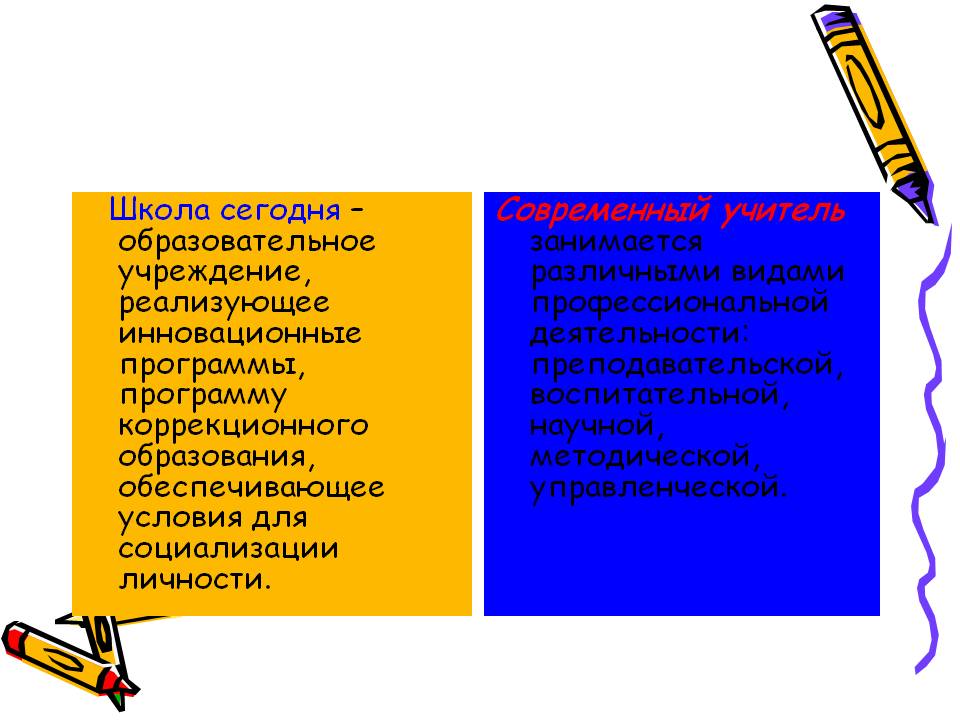 Школа сегодня –
образовательное
учреждение,
реализующее
инновационные
программы,
программу
коррекционного
образования,
обеспечивающее
условия для
социализации
личности.
Современный учитель
занимается
различными видами
профессиональной
деятельности:
преподавательской,
воспитательной,
научной,
методической,
управленческой.